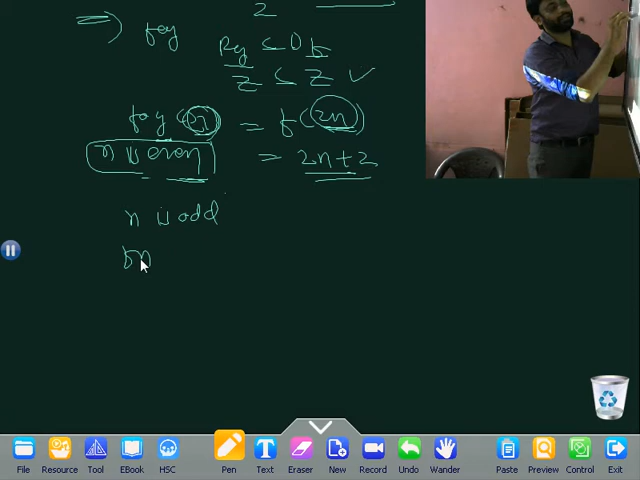 2
⇒) fog
Rg ⊆ Df
Z ⊆ Z ✓
fog (n) = f(2n)
n is even = 2n+2
n is odd
File Resource Tool EBook HSC Pen Text Eraser New Record Undo Wander Paste Preview Control Exit